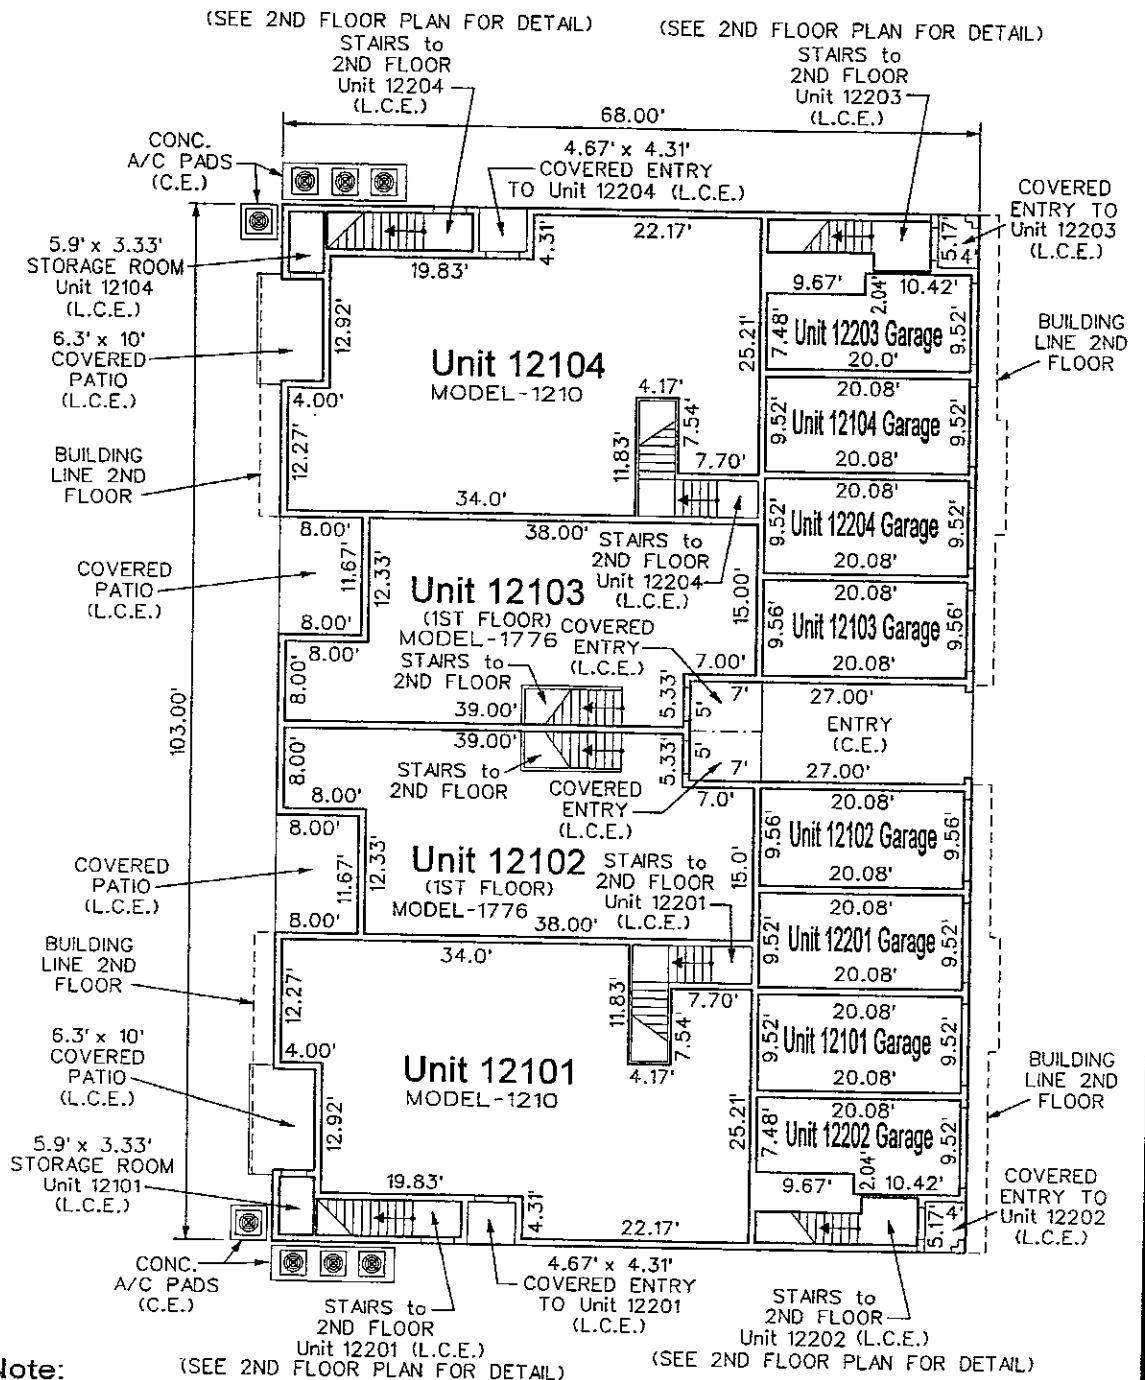 (SEE 2ND FLOOR PLAN FOR DETAIL)
STAIRS to
2ND FLOOR
Unit 12204
(L.C.E.)
(SEE 2ND FLOOR PLAN FOR DETAIL)
STAIRS to
2ND FLOOR
Unit 12203
(L.C.E.)
68.00'
CONC.
A/C PADS
(C.E.)
4.67' x 4.31'
COVERED ENTRY
TO Unit 12204 (L.C.E.)
COVERED
ENTRY TO
Unit 12203
(L.C.E.)
5.9' x 3.33'
STORAGE ROOM
Unit 12104
(L.C.E.)
19.83'
4.31'
22.17'
5.17'
4'
9.67'
2.04'
10.42'
6.3' x 10'
COVERED
PATIO
(L.C.E.)
12.92'
25.21'
7.48'
Unit 12203 Garage
9.52'
20.0'
BUILDING
LINE 2ND
FLOOR
Unit 12104
MODEL-1210
4.00'
4.17'
20.08'
9.52'
Unit 12104 Garage
9.52'
20.08'
12.27'
11.83'
7.54'
7.70'
BUILDING
LINE 2ND
FLOOR
34.0'
20.08'
9.52'
Unit 12204 Garage
9.52'
20.08'
8.00'
38.00'
STAIRS to
2ND FLOOR
Unit 12204
(L.C.E.)
COVERED
PATIO
(L.C.E.)
11.67'
12.33'
Unit 12103
(1ST FLOOR)
MODEL-1776
15.00'
20.08'
9.56'
Unit 12103 Garage
9.56'
20.08'
8.00'
8.00'
COVERED
ENTRY
(L.C.E.)
STAIRS to
2ND FLOOR
7.00'
8.00'
39.00'
5.33'
5'
7'
27.00'
ENTRY
(C.E.)
103.00'
39.00'
8.00'
STAIRS to
2ND FLOOR
5.33'
5'
7'
27.00'
8.00'
COVERED
ENTRY
(L.C.E.)
7.0'
20.08'
9.56'
Unit 12102 Garage
9.56'
20.08'
8.00'
COVERED
PATIO
(L.C.E.)
11.67'
12.33'
Unit 12102
(1ST FLOOR)
MODEL-1776
STAIRS to
2ND FLOOR
Unit 12201
(L.C.E.)
15.0'
8.00'
38.00'
20.08'
9.52'
Unit 12201 Garage
20.08'
BUILDING
LINE 2ND
FLOOR
34.0'
12.27'
11.83'
7.70'
7.54'
4.17'
20.08'
9.52'
Unit 12101 Garage
9.52'
20.08'
6.3' x 10'
COVERED
PATIO
(L.C.E.)
4.00'
Unit 12101
MODEL-1210
BUILDING
LINE 2ND
FLOOR
12.92'
25.21'
20.08'
7.48'
Unit 12202 Garage
9.52'
5.9' x 3.33'
STORAGE ROOM
Unit 12101
(L.C.E.)
9.67'
2.04'
10.42'
19.83'
4.31'
22.17'
5.17'
4'
COVERED
ENTRY TO
Unit 12202
(L.C.E.)
CONC.
A/C PADS
(C.E.)
4.67' x 4.31'
COVERED ENTRY
TO Unit 12201
(L.C.E.)
STAIRS to
2ND FLOOR
Unit 12201 (L.C.E.)
(SEE 2ND FLOOR PLAN FOR DETAIL)
STAIRS to
2ND FLOOR
Unit 12202 (L.C.E.)
(SEE 2ND FLOOR PLAN FOR DETAIL)
Note: